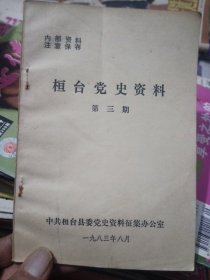 内部资料
注意保存
桓台党史资料
第三期
中共桓台县委党史资料征集办公室
一九八三年八月